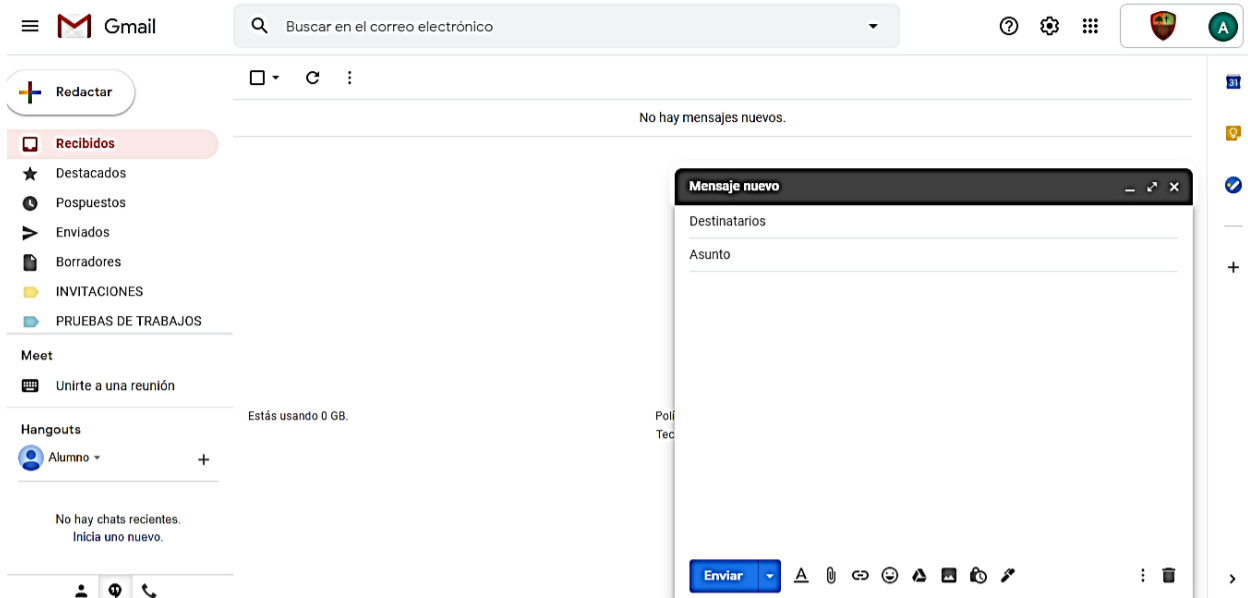 Gmail
Buscar en el correo electrónico
A
Redactar
Recibidos
Destacados
Pospuestos
Enviados
Borradores
INVITACIONES
PRUEBAS DE TRABAJOS
Meet
Unirte a una reunión
Hangouts
Alumno
No hay chats recientes.
Inicia uno nuevo.
No hay mensajes nuevos.
Estás usando 0 GB.
Polí
Tec
Mensaje nuevo
Destinatarios
Asunto
Enviar
31